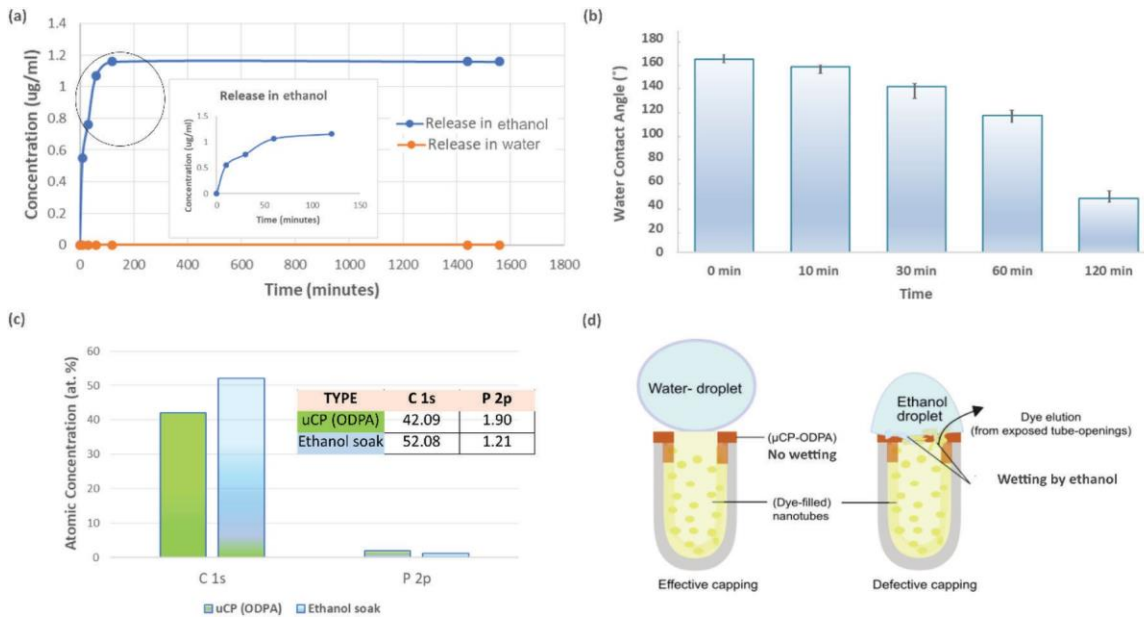 (a)
1.4
1.2
1
0.8
0.6
0.4
0.2
0
Concentration (ug/ml)
0 200 400 600 800 1000 1200 1400 1600 1800
Time (minutes)
Release in ethanol
1.5
1
0.5
0
Concentration (ug/ml)
0 50 100 150
Time (minutes)
Release in ethanol
Release in water
(b)
180
160
140
120
100
80
60
40
20
0
Water Contact Angle (°)
0 min 10 min 30 min 60 min 120 min
Time
(c)
60
50
40
30
20
10
0
Atomic Concentration (at. %)
TYPE C 1s P 2p
uCP (ODPA) 42.09 1.90
Ethanol soak 52.08 1.21
C 1s P 2p
uCP (ODPA) Ethanol soak
(d)
Water- droplet
(µCP-ODPA)
No wetting
(Dye-filled)
nanotubes
Effective capping
Ethanol
droplet
Dye elution
(from exposed tube-openings)
Wetting by ethanol
Defective capping